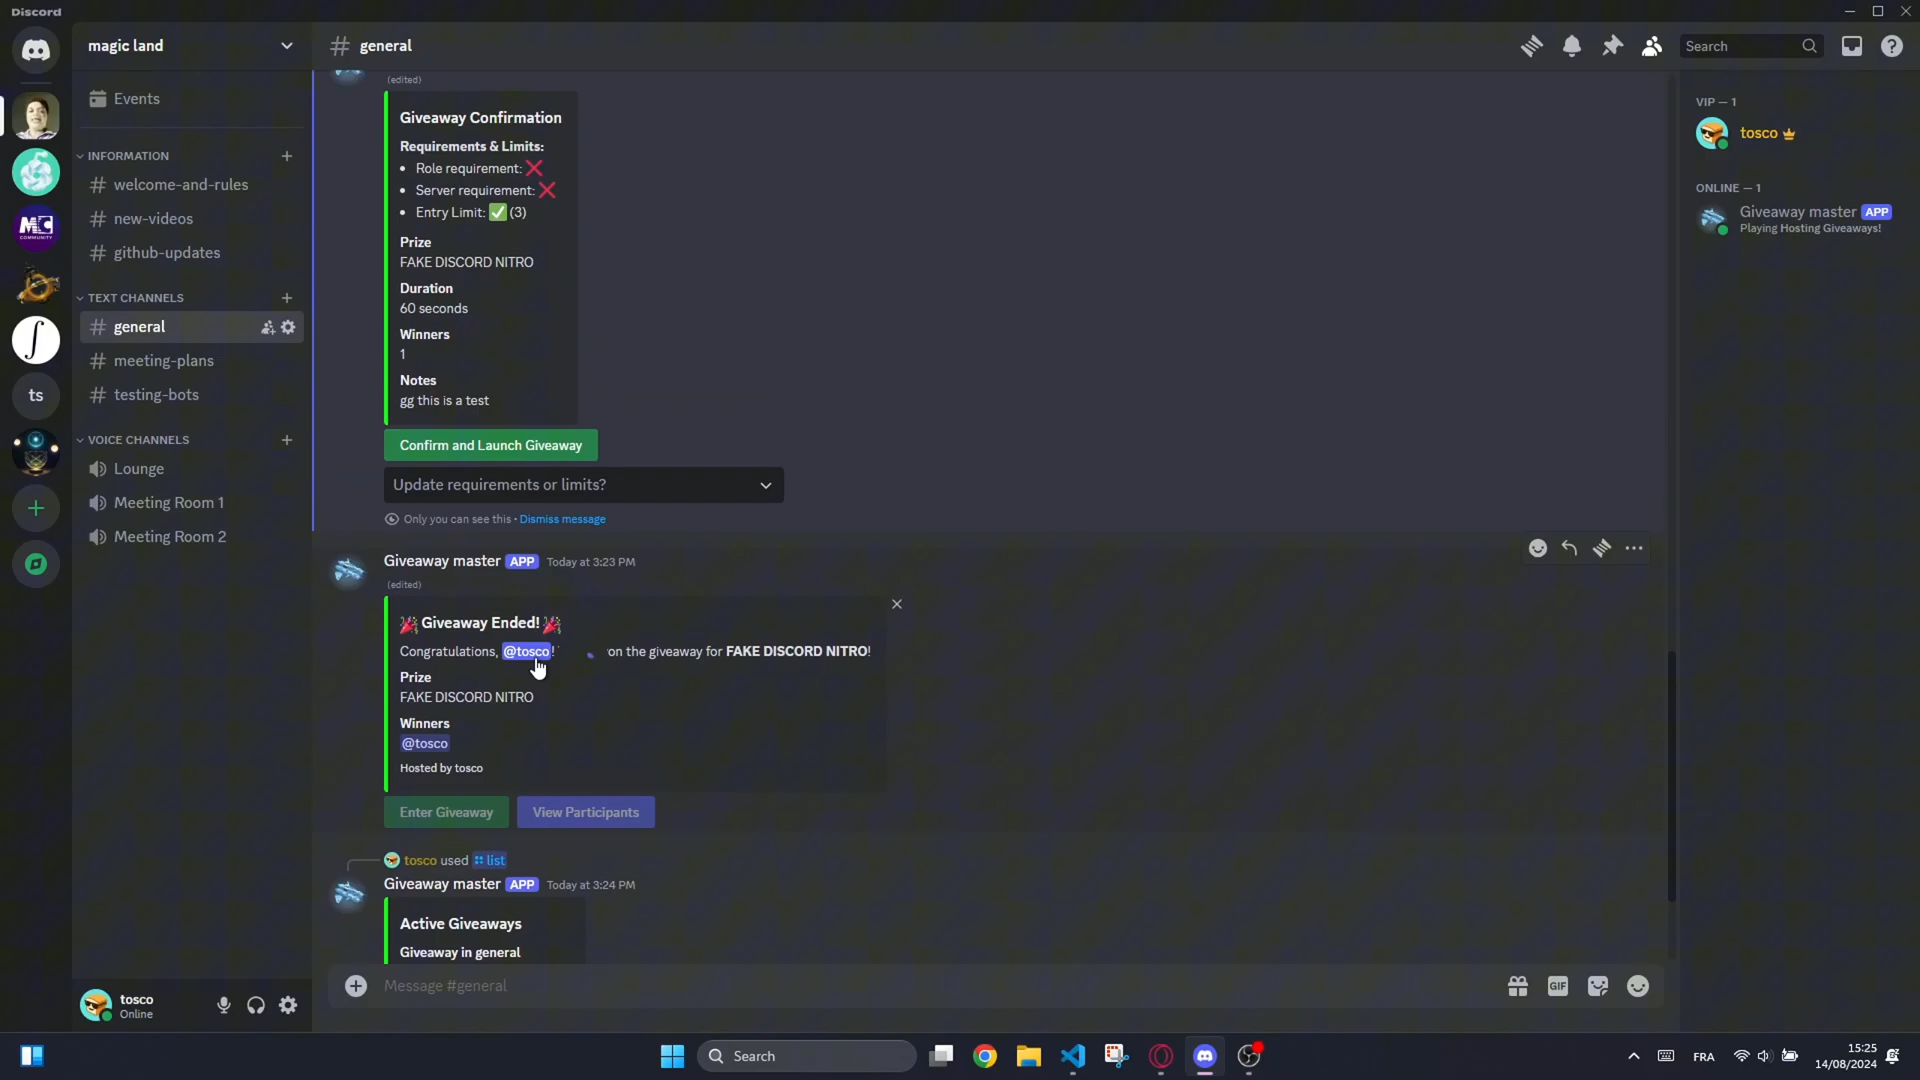 Discord
magic land
general
Search
Events
INFORMATION
welcome-and-rules
new-videos
github-updates
TEXT CHANNELS
general
meeting-plans
testing-bots
VOICE CHANNELS
Lounge
Meeting Room 1
Meeting Room 2
MC
COMMUNITY
ts
tosco
Online
(edited)
Giveaway Confirmation
Requirements & Limits:
• Role requirement: ❌
• Server requirement: ❌
• Entry Limit: ✅ (3)
Prize
FAKE DISCORD NITRO
Duration
60 seconds
Winners
1
Notes
gg this is a test
Confirm and Launch Giveaway
Update requirements or limits?
Only you can see this • Dismiss message
Giveaway master APP Today at 3:23 PM
(edited)
🎉 Giveaway Ended! 🎉
Congratulations, @tosco! on the giveaway for FAKE DISCORD NITRO!
Prize
FAKE DISCORD NITRO
Winners
@tosco
Hosted by tosco
Enter Giveaway View Participants
tosco used list
Giveaway master APP Today at 3:24 PM
Active Giveaways
Giveaway in general
Message #general
GIF
VIP — 1
tosco
ONLINE — 1
Giveaway master APP
Playing Hosting Giveaways!
Search
FRA
15:25
14/08/2024